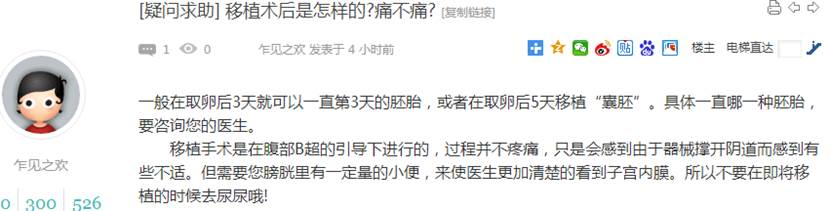 [疑问求助] 移植术后是怎样的?痛不痛? [复制链接]
1 0 乍见之欢 发表于 4 小时前 楼主 电梯直达
一般在取卵后3天就可以一直第3天的胚胎，或者在取卵后5天移植“囊胚”。具体一直哪一种胚胎，
要咨询您的医生。
移植手术是在腹部B超的引导下进行的，过程并不疼痛，只是会感到由于器械撑开阴道而感到有
些不适。但需要您膀胱里有一定量的小便，来使医生更加清楚的看到子宫内膜。所以不要在即将移
植的时候去尿尿哦!
乍见之欢
0 300 526